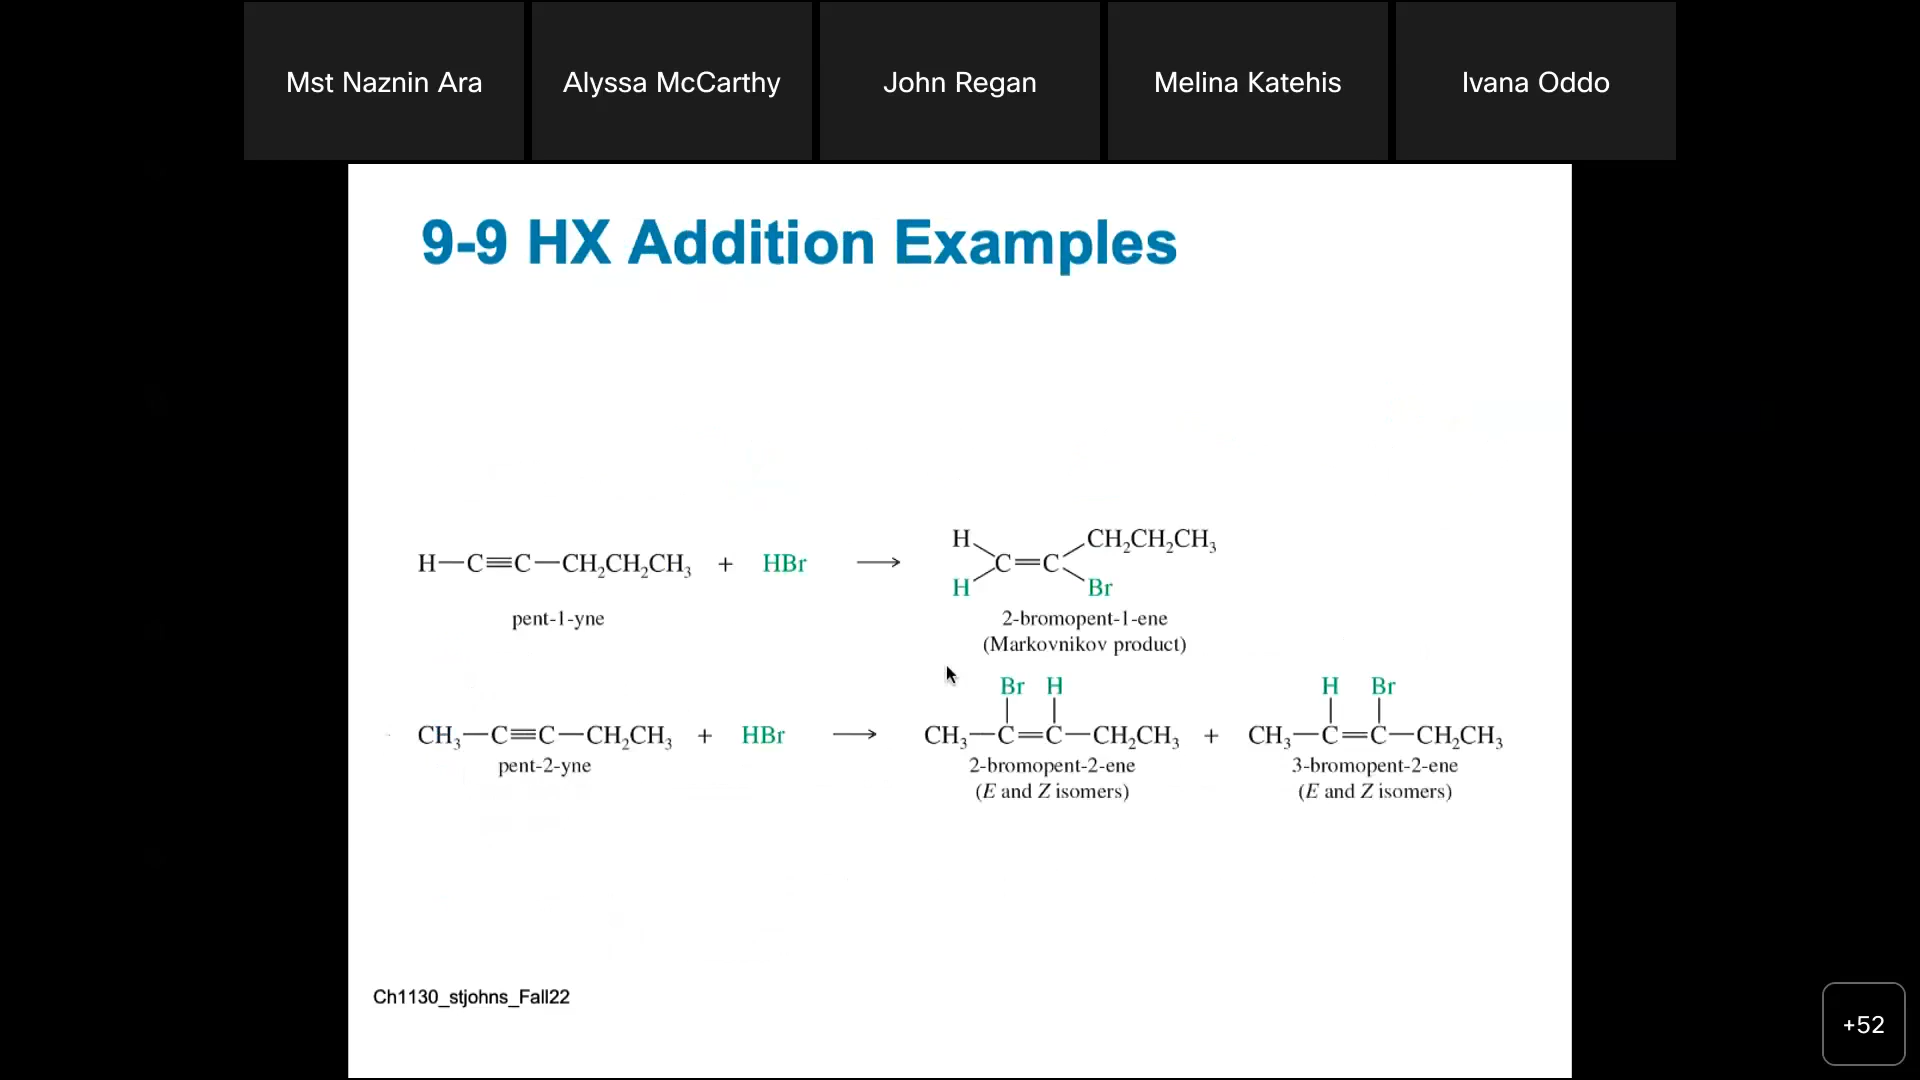 Mst Naznin Ara
Alyssa McCarthy
John Regan
Melina Katehis
Ivana Oddo
9-9 HX Addition Examples
H—C≡C—CH₂CH₂CH₃ + HBr ⟶
H
H
C=C
CH₂CH₂CH₃
Br
pent-1-yne
2-bromopent-1-ene
(Markovnikov product)
Br H
H Br
CH₃—C≡C—CH₂CH₃ + HBr ⟶ CH₃—C=C—CH₂CH₃ + CH₃—C=C—CH₂CH₃
pent-2-yne
2-bromopent-2-ene
(E and Z isomers)
3-bromopent-2-ene
(E and Z isomers)
Ch1130_stjohns_Fall22
+52